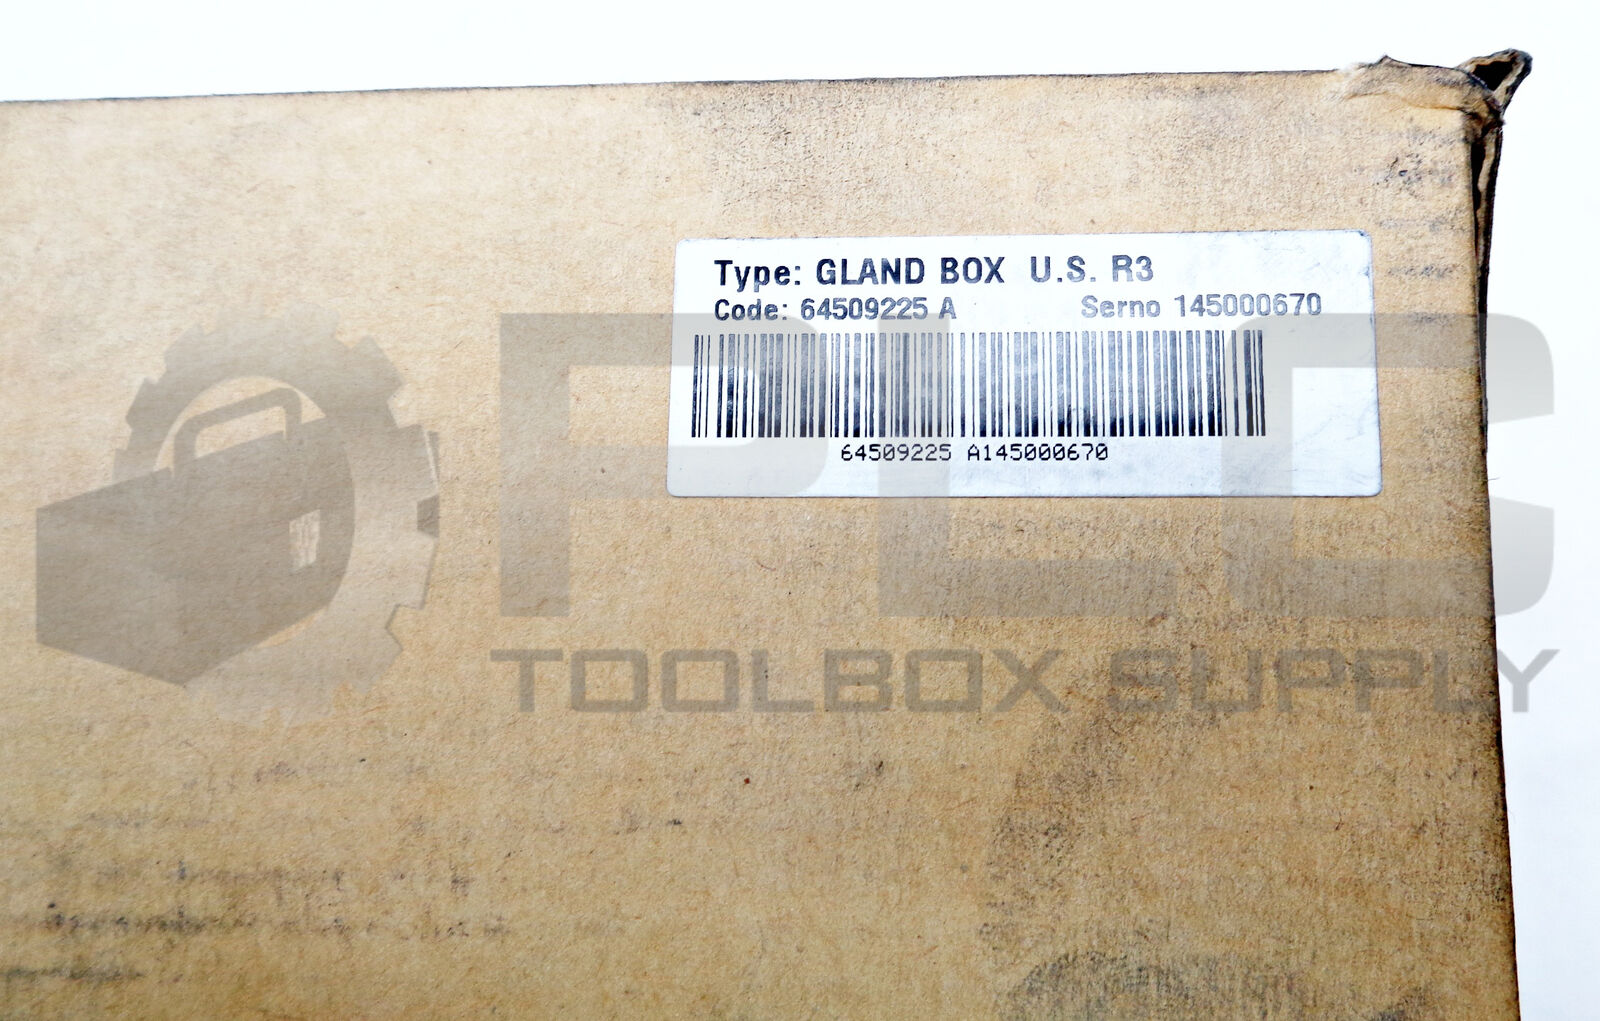 Type: GLAND BOX U.S. R3
Code: 64509225 A Serno 145000670
64509225 A145000670
PLC
TOOLBOX SUPPLY